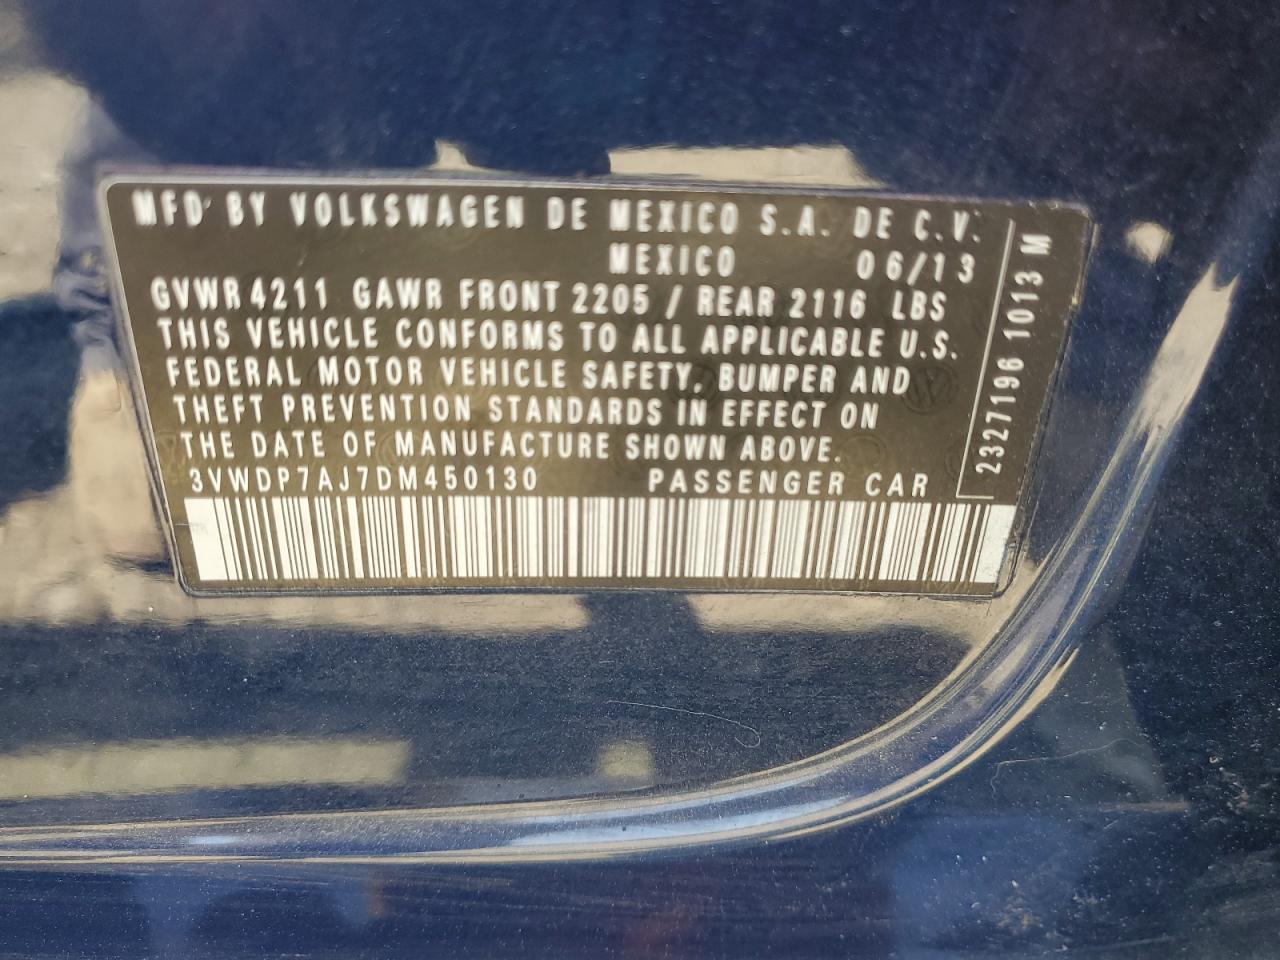 MFD BY VOLKSWAGEN DE MEXICO S.A. DE C.V.
MEXICO 06/13
GVWR 4211 GAWR FRONT 2205 / REAR 2116 LBS
THIS VEHICLE CONFORMS TO ALL APPLICABLE U.S.
FEDERAL MOTOR VEHICLE SAFETY, BUMPER AND
THEFT PREVENTION STANDARDS IN EFFECT ON
THE DATE OF MANUFACTURE SHOWN ABOVE.
3VWDP7AJ7DM450130 PASSENGER CAR
2327196 1013 M